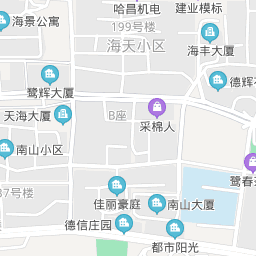 哈昌机电
建业模标
海景公寓
199号楼
海天小区
海丰大厦
德辉
鹭辉大厦
B座
天海大厦
采棉人
南山小区
鹭春
37号楼
佳丽豪庭
南山大厦
德信庄园
都市阳光